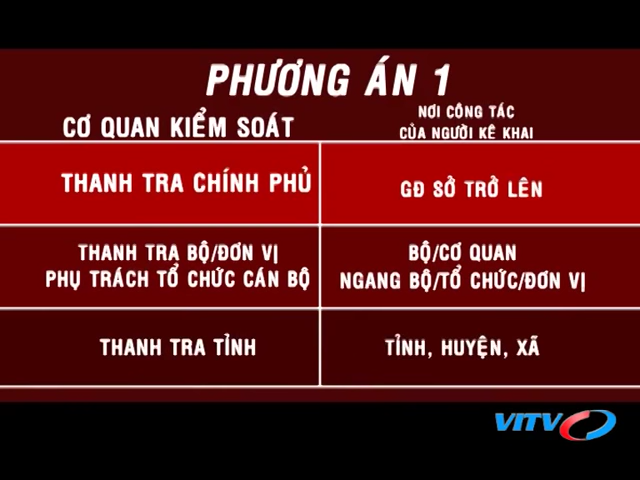 PHƯƠNG ÁN 1
CƠ QUAN KIỂM SOÁT
NƠI CÔNG TÁC
CỦA NGƯỜI KÊ KHAI
THANH TRA CHÍNH PHỦ
GĐ SỞ TRỞ LÊN
THANH TRA BỘ/ĐƠN VỊ
PHỤ TRÁCH TỔ CHỨC CÁN BỘ
BỘ/CƠ QUAN
NGANG BỘ/TỔ CHỨC/ĐƠN VỊ
THANH TRA TỈNH
TỈNH, HUYỆN, XÃ
VITV